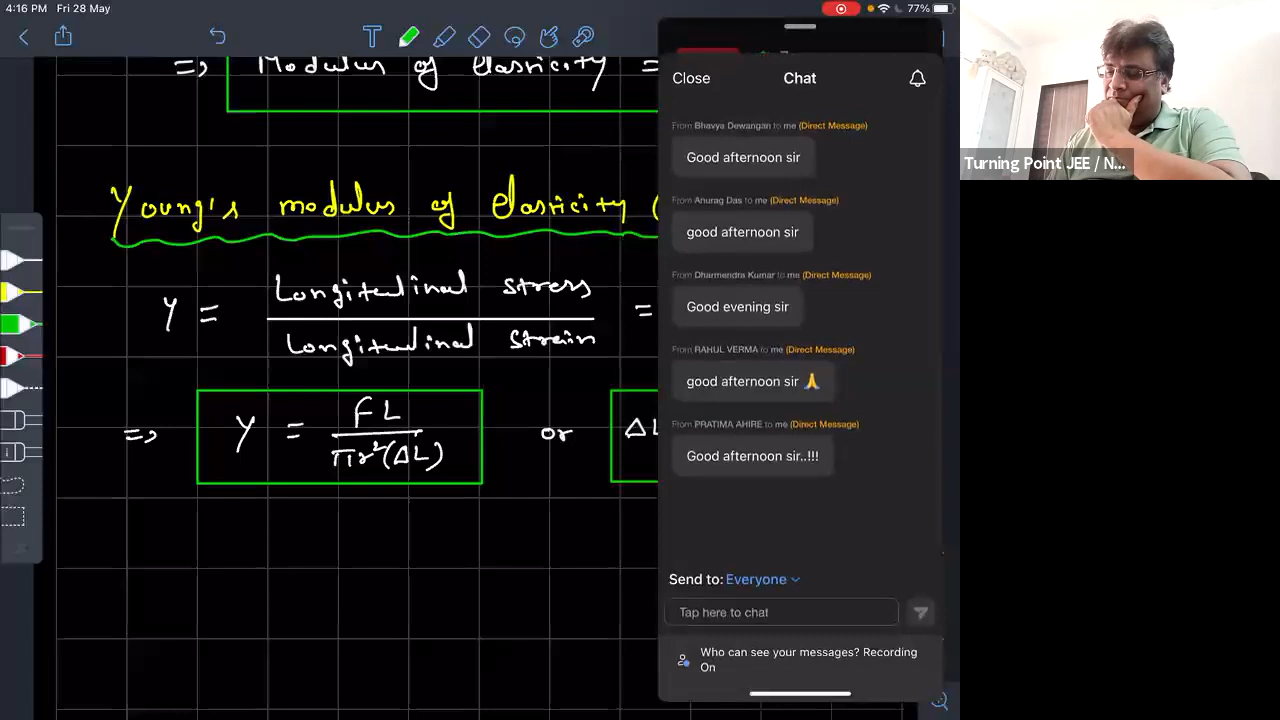 4:16 PM Fri 28 May
77%
T
=> Modulus of elasticity =
Young's modulus of elasticity (
Y = Longitudinal stress =
Longitudinal strain
=> Y = FL or ΔL
πr²(ΔL)
Close Chat
From Bhavya Dewangan to me (Direct Message)
Good afternoon sir
From Anurag Das to me (Direct Message)
good afternoon sir
From Dharmendra Kumar to me (Direct Message)
Good evening sir
From RAHUL VERMA to me (Direct Message)
good afternoon sir 🙏
From PRATIMA AHIRE to me (Direct Message)
Good afternoon sir..!!!
Send to: Everyone
Tap here to chat
Who can see your messages? Recording
On
Turning Point JEE / N...